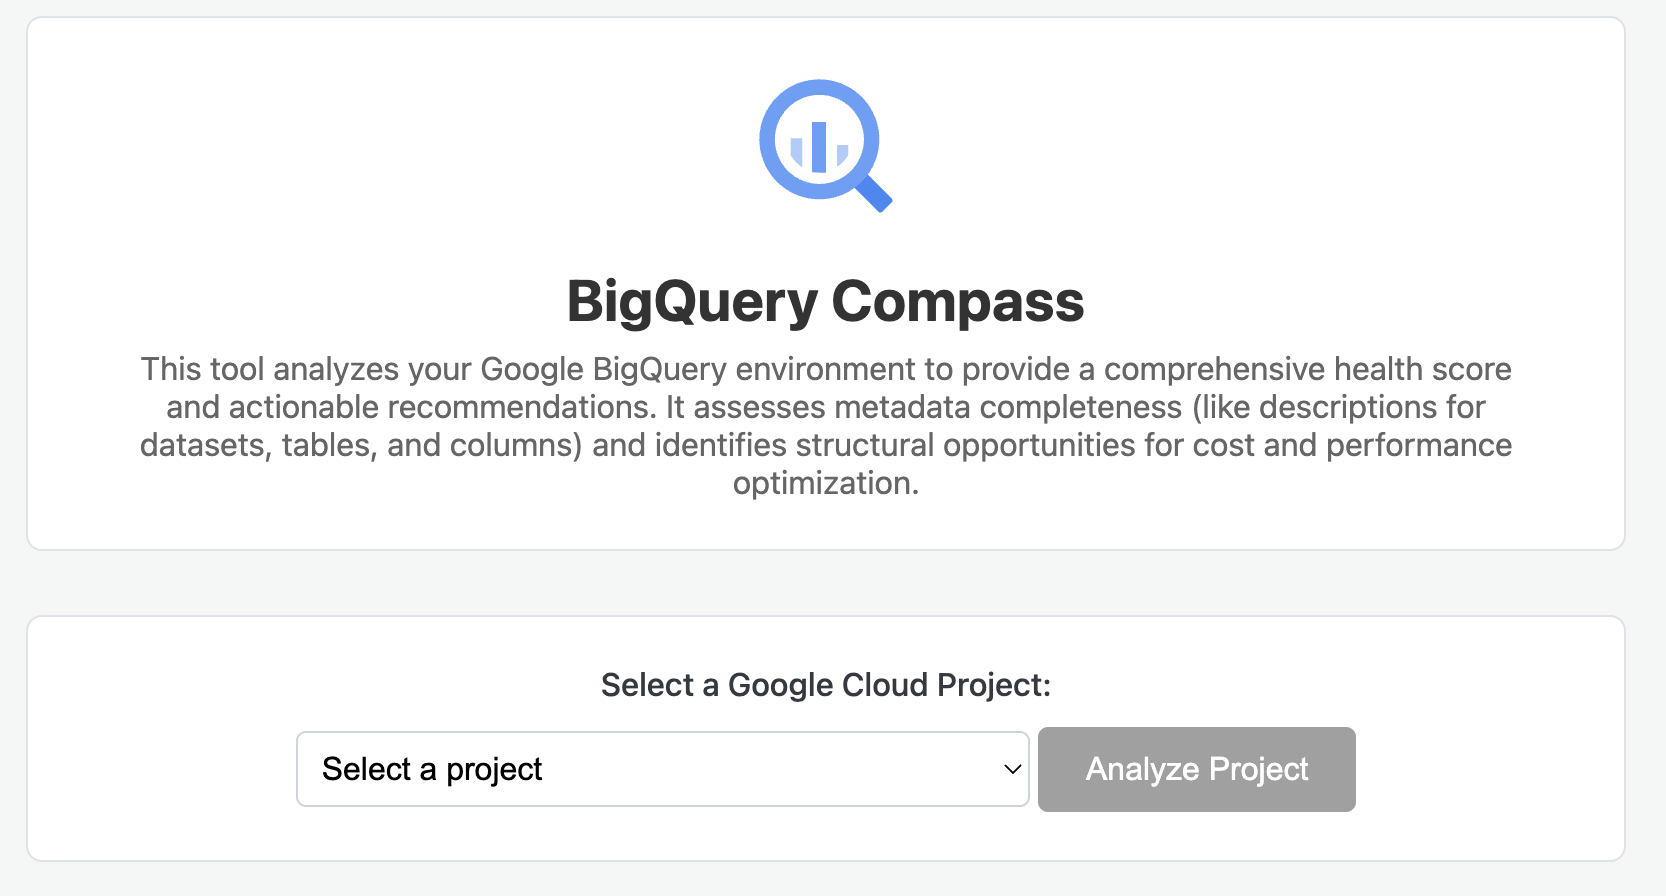 BigQuery Compass
This tool analyzes your Google BigQuery environment to provide a comprehensive health score
and actionable recommendations. It assesses metadata completeness (like descriptions for
datasets, tables, and columns) and identifies structural opportunities for cost and performance
optimization.
Select a Google Cloud Project:
Select a project
Analyze Project